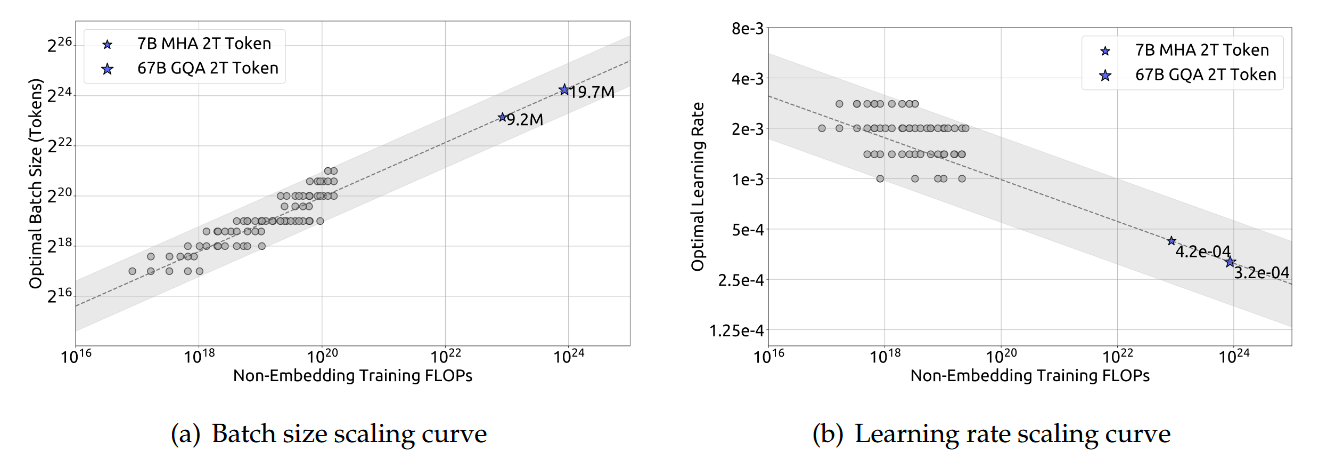 2^26
2^24
2^22
2^20
2^18
2^16
Optimal Batch Size (Tokens)
7B MHA 2T Token
67B GQA 2T Token
19.7M
9.2M
10^16 10^18 10^20 10^22 10^24
Non-Embedding Training FLOPs
(a) Batch size scaling curve
8e-3
4e-3
2e-3
1e-3
5e-4
2.5e-4
1.25e-4
Optimal Learning Rate
7B MHA 2T Token
67B GQA 2T Token
4.2e-04
3.2e-04
10^16 10^18 10^20 10^22 10^24
Non-Embedding Training FLOPs
(b) Learning rate scaling curve